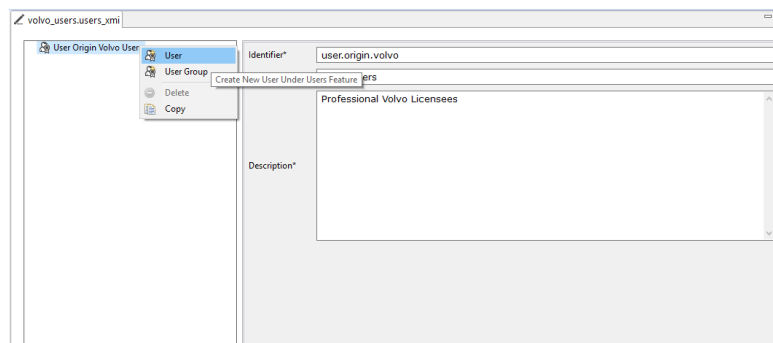 volvo_users.users_xmi
User Origin Volvo User
User
User Group
Delete
Copy
Create New User Under Users Feature
Identifier*
user.origin.volvo
Professional Volvo Licensees
Description*